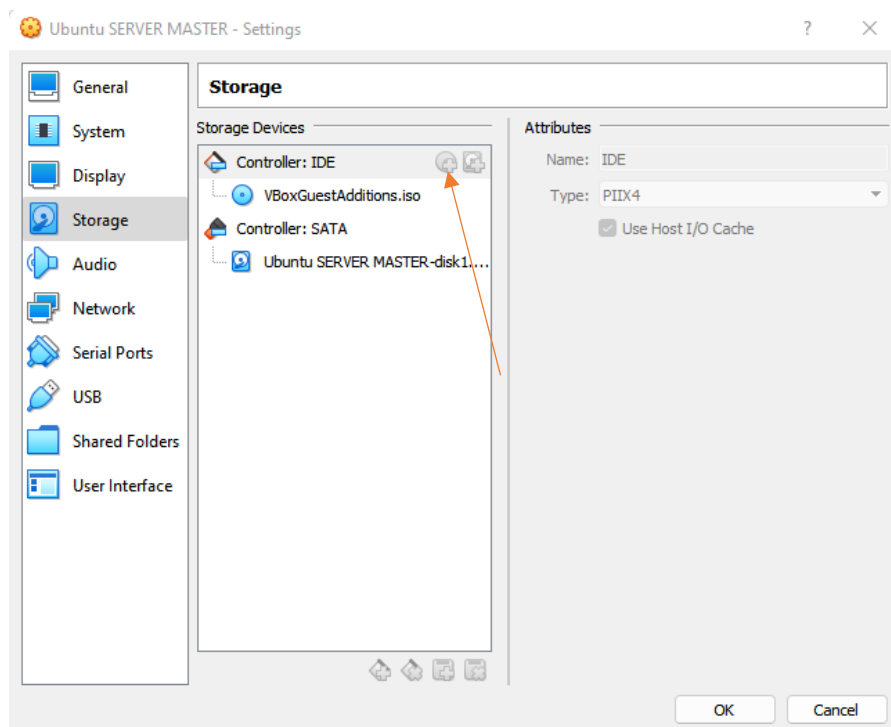 Ubuntu SERVER MASTER - Settings
?
General
System
Display
Storage
Audio
Network
Serial Ports
USB
Shared Folders
User Interface
Storage
Storage Devices
Controller: IDE
VBoxGuestAdditions.iso
Controller: SATA
Ubuntu SERVER MASTER-disk1....
Attributes
Name: IDE
Type: PIIX4
Use Host I/O Cache
OK
Cancel